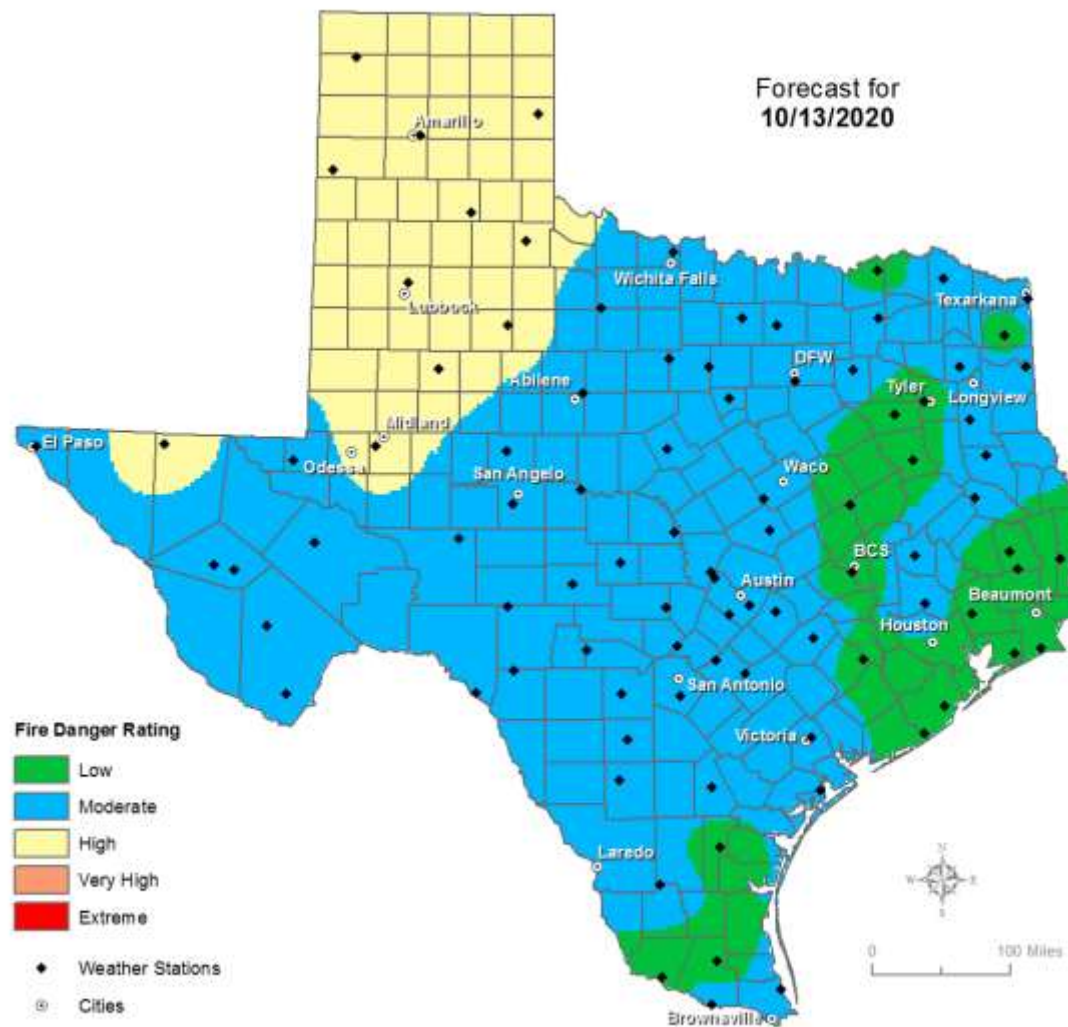 Forecast for
10/13/2020
Amarillo
Wichita Falls
Lubbock
Texarkana
Abilene
DFW
Tyler
Longview
El Paso
Midland
Odessa
San Angelo
Waco
BCS
Austin
Beaumont
Houston
San Antonio
Victoria
Fire Danger Rating
Low
Moderate
High
Very High
Extreme
Weather Stations
Cities
Laredo
N
W E
S
0 100 Miles
Brownsville